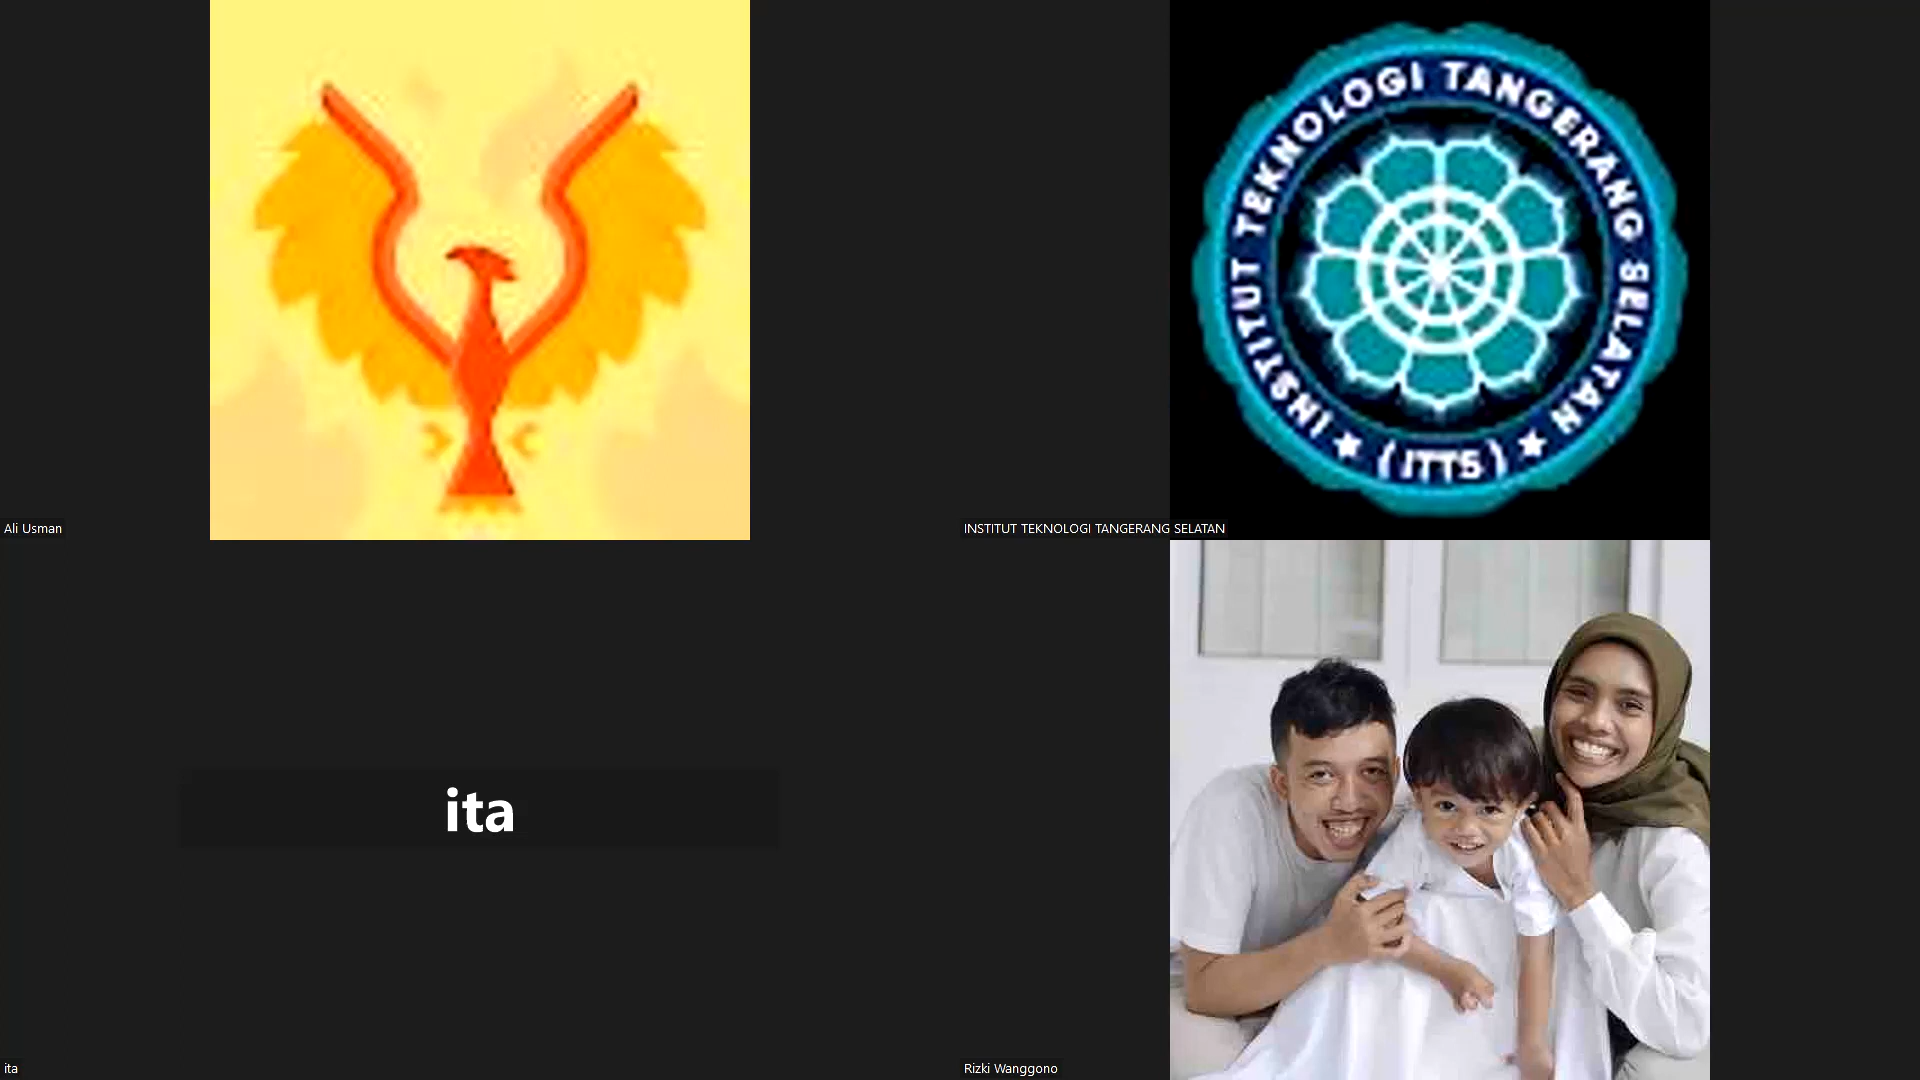 INSTITUT TEKNOLOGI TANGERANG SELATAN
( ITTS )
Ali Usman
INSTITUT TEKNOLOGI TANGERANG SELATAN
ita
ita
Rizki Wanggono